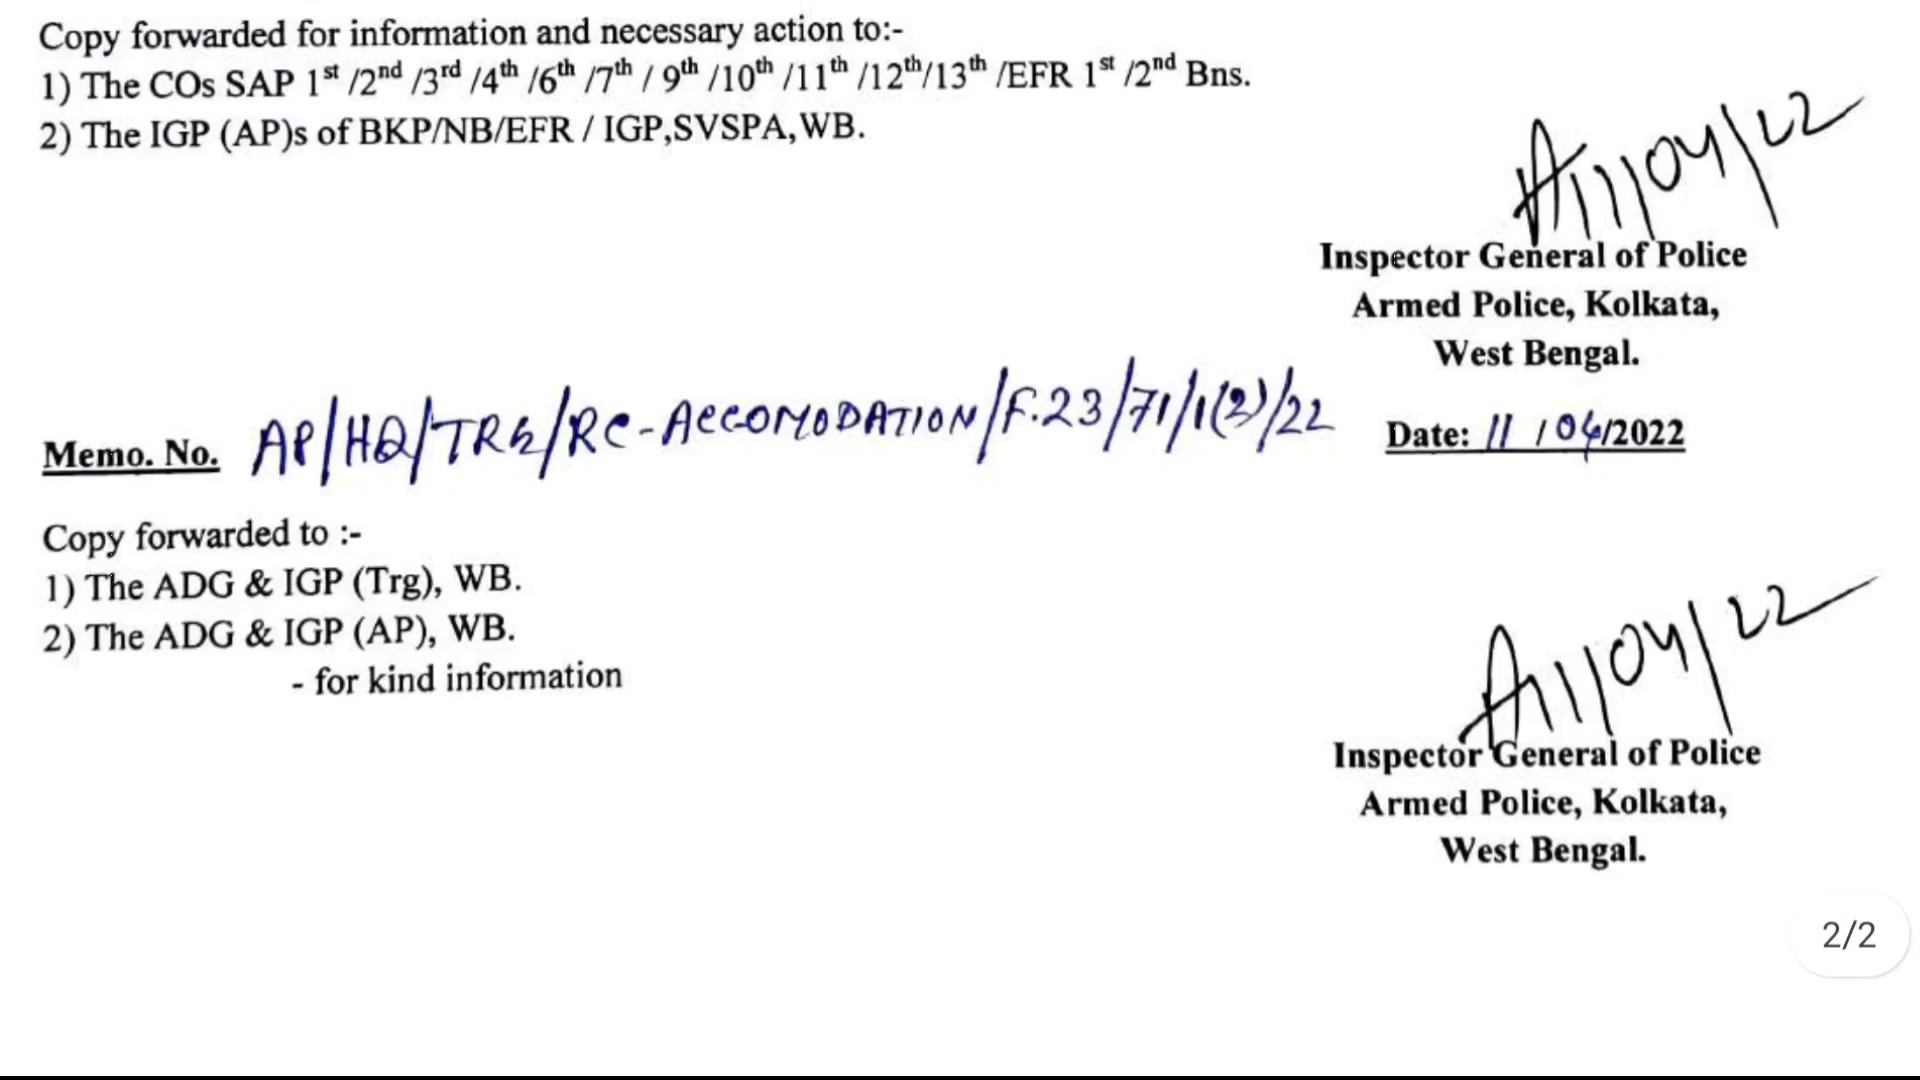 Copy forwarded for information and necessary action to:-
1) The COs SAP 1st /2nd /3rd /4th /6th /7th / 9th /10th /11th /12th/13th /EFR 1st /2nd Bns.
2) The IGP (AP)s of BKP/NB/EFR / IGP,SVSPA,WB.
11/04/22
Inspector General of Police
Armed Police, Kolkata,
West Bengal.
Memo. No. AP/HQ/TRG/RC-ACCOMODATION/F.23/71/1(2)/22 Date: 11 /04/2022
Copy forwarded to :-
1) The ADG & IGP (Trg), WB.
2) The ADG & IGP (AP), WB.
- for kind information
11/04/22
Inspector General of Police
Armed Police, Kolkata,
West Bengal.
2/2